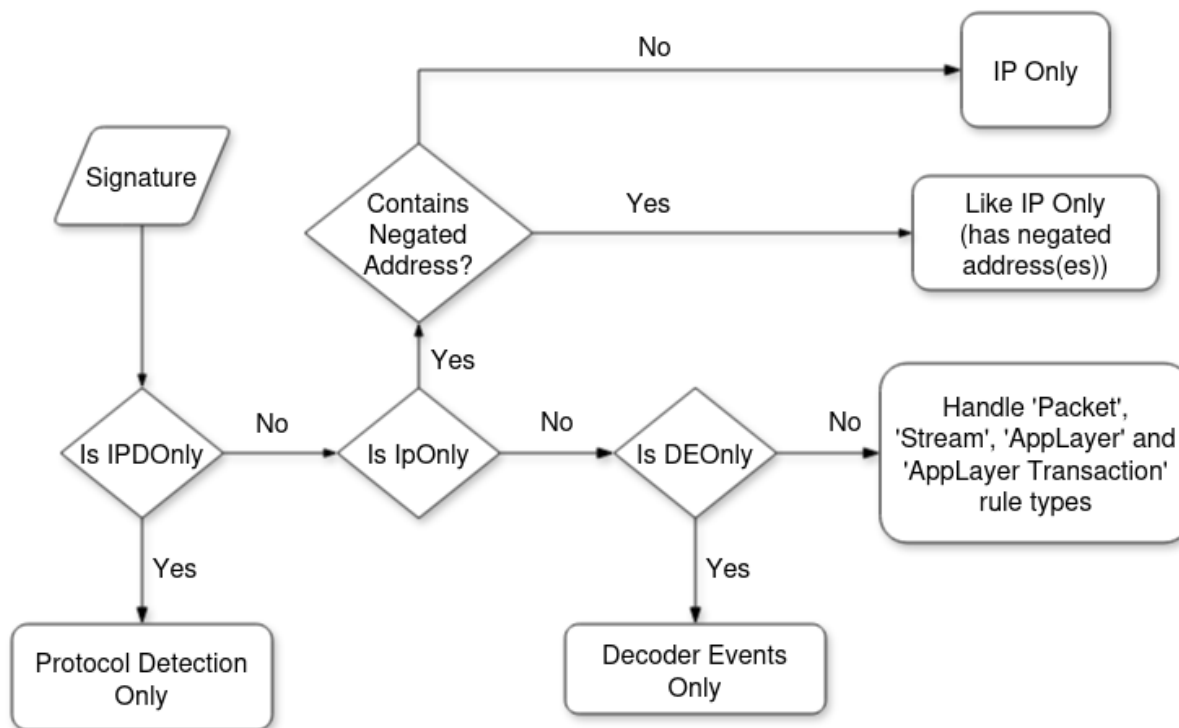 No
IP Only
Signature
Contains
Negated
Address?
Yes
Like IP Only
(has negated
address(es))
Yes
Is IPDOnly
No
Is IpOnly
No
Is DEOnly
No
Handle 'Packet',
'Stream', 'AppLayer' and
'AppLayer Transaction'
rule types
Yes
Yes
Protocol Detection
Only
Decoder Events
Only